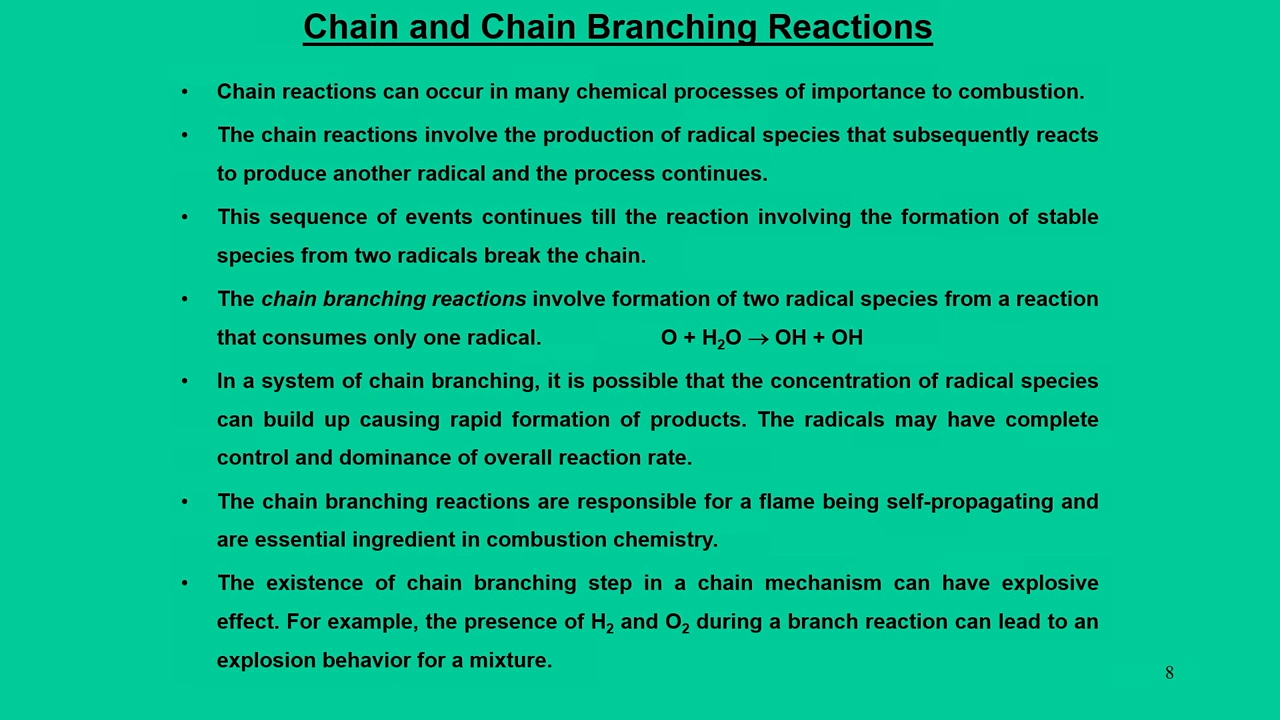 Chain and Chain Branching Reactions
• Chain reactions can occur in many chemical processes of importance to combustion.
• The chain reactions involve the production of radical species that subsequently reacts
to produce another radical and the process continues.
• This sequence of events continues till the reaction involving the formation of stable
species from two radicals break the chain.
• The chain branching reactions involve formation of two radical species from a reaction
that consumes only one radical. O + H₂O → OH + OH
• In a system of chain branching, it is possible that the concentration of radical species
can build up causing rapid formation of products. The radicals may have complete
control and dominance of overall reaction rate.
• The chain branching reactions are responsible for a flame being self-propagating and
are essential ingredient in combustion chemistry.
• The existence of chain branching step in a chain mechanism can have explosive
effect. For example, the presence of H₂ and O₂ during a branch reaction can lead to an
explosion behavior for a mixture.
8